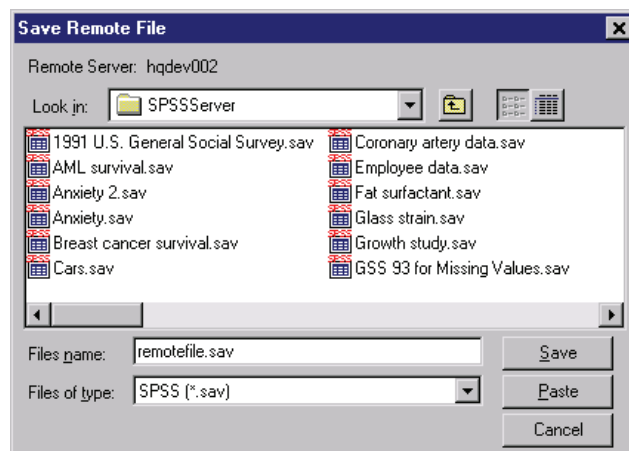 Save Remote File
Remote Server: hqdev002
Look in: SPSSServer
1991 U.S. General Social Survey.sav
AML survival.sav
Anxiety 2.sav
Anxiety.sav
Breast cancer survival.sav
Cars.sav
Coronary artery data.sav
Employee data.sav
Fat surfactant.sav
Glass strain.sav
Growth study.sav
GSS 93 for Missing Values.sav
Files name: remotefile.sav
Save
Files of type: SPSS (*.sav)
Paste
Cancel